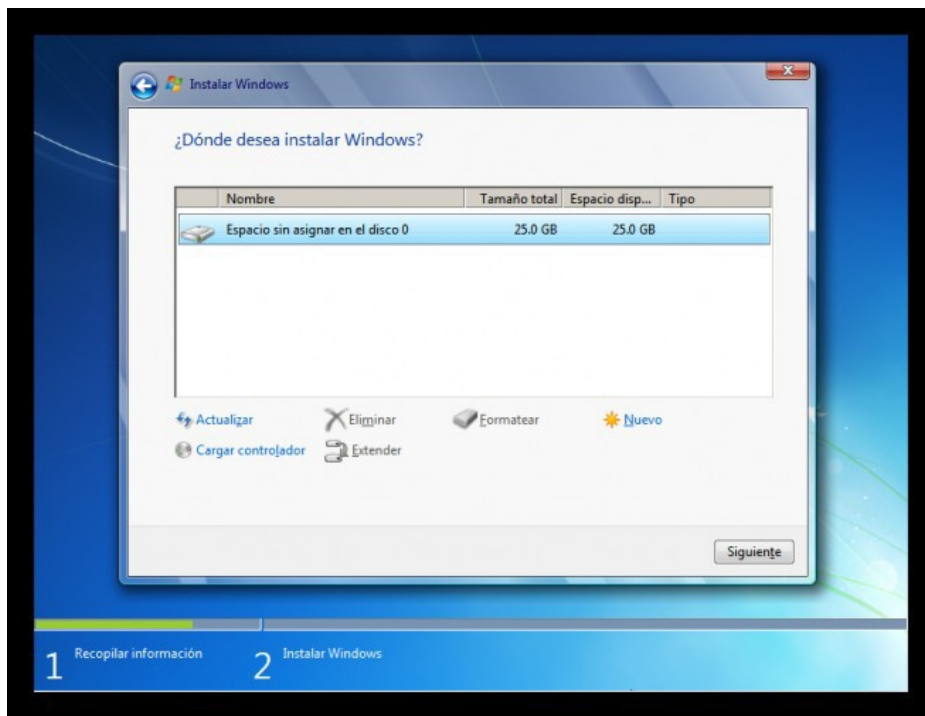 Instalar Windows
¿Dónde desea instalar Windows?
Nombre Tamaño total Espacio disp... Tipo
Espacio sin asignar en el disco 0 25.0 GB 25.0 GB
Actualizar Eliminar Formatear Nuevo
Cargar controlador Extender
Siguiente
1 Recopilar información 2 Instalar Windows